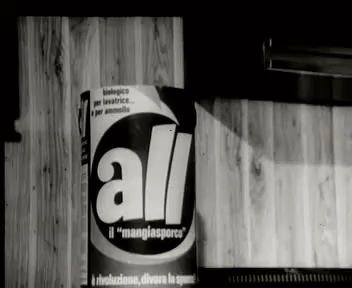 biologico
per lavatrice...
e per ammollo
all
il "mangiasporco"
è rivoluzione, divora lo sporco